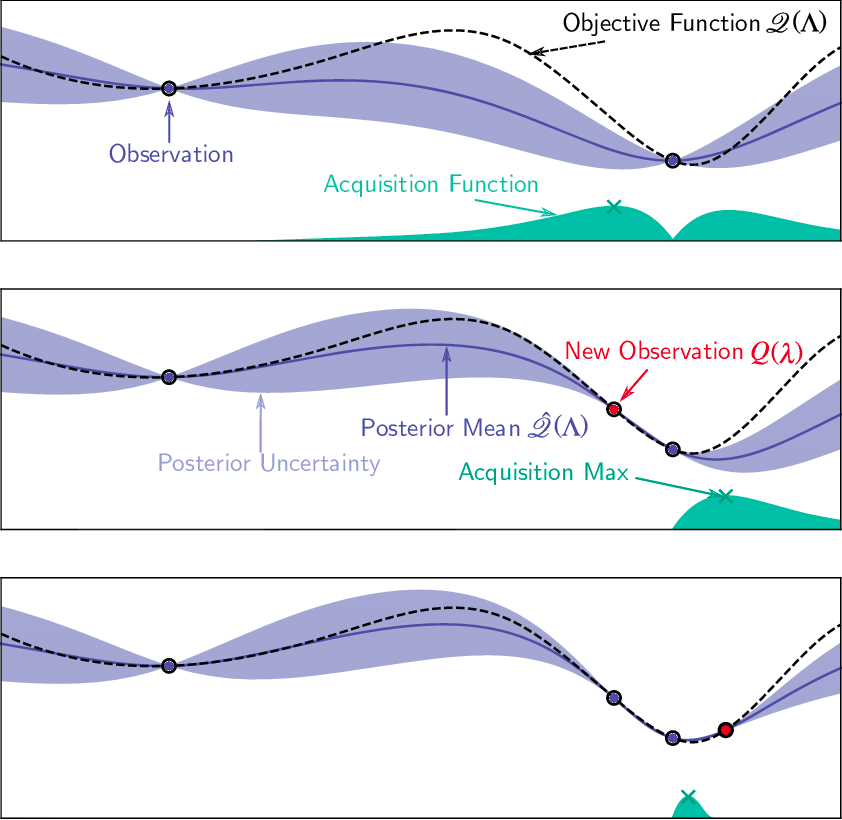 Objective Function 𝒬(Λ)
Observation
Acquisition Function
New Observation Q(λ)
Posterior Mean 𝒬̂(Λ)
Posterior Uncertainty
Acquisition Max